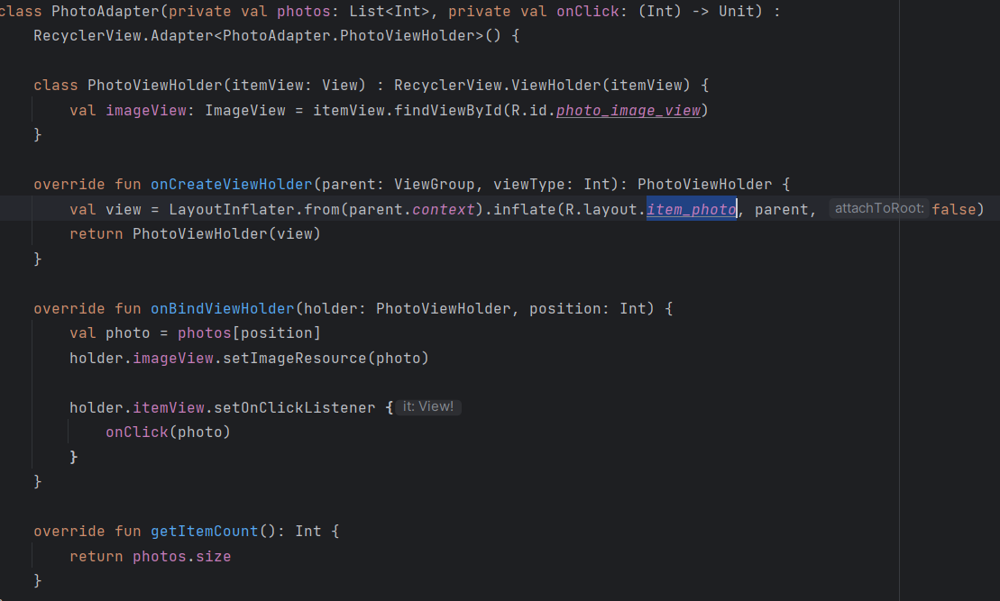 class PhotoAdapter(private val photos: List<Int>, private val onClick: (Int) -> Unit) :
    RecyclerView.Adapter<PhotoAdapter.PhotoViewHolder>() {

    class PhotoViewHolder(itemView: View) : RecyclerView.ViewHolder(itemView) {
        val imageView: ImageView = itemView.findViewById(R.id.photo_image_view)
    }

    override fun onCreateViewHolder(parent: ViewGroup, viewType: Int): PhotoViewHolder {
        val view = LayoutInflater.from(parent.context).inflate(R.layout.item_photo, parent, attachToRoot: false)
        return PhotoViewHolder(view)
    }

    override fun onBindViewHolder(holder: PhotoViewHolder, position: Int) {
        val photo = photos[position]
        holder.imageView.setImageResource(photo)

        holder.itemView.setOnClickListener { it: View!
            onClick(photo)
        }
    }

    override fun getItemCount(): Int {
        return photos.size
    }